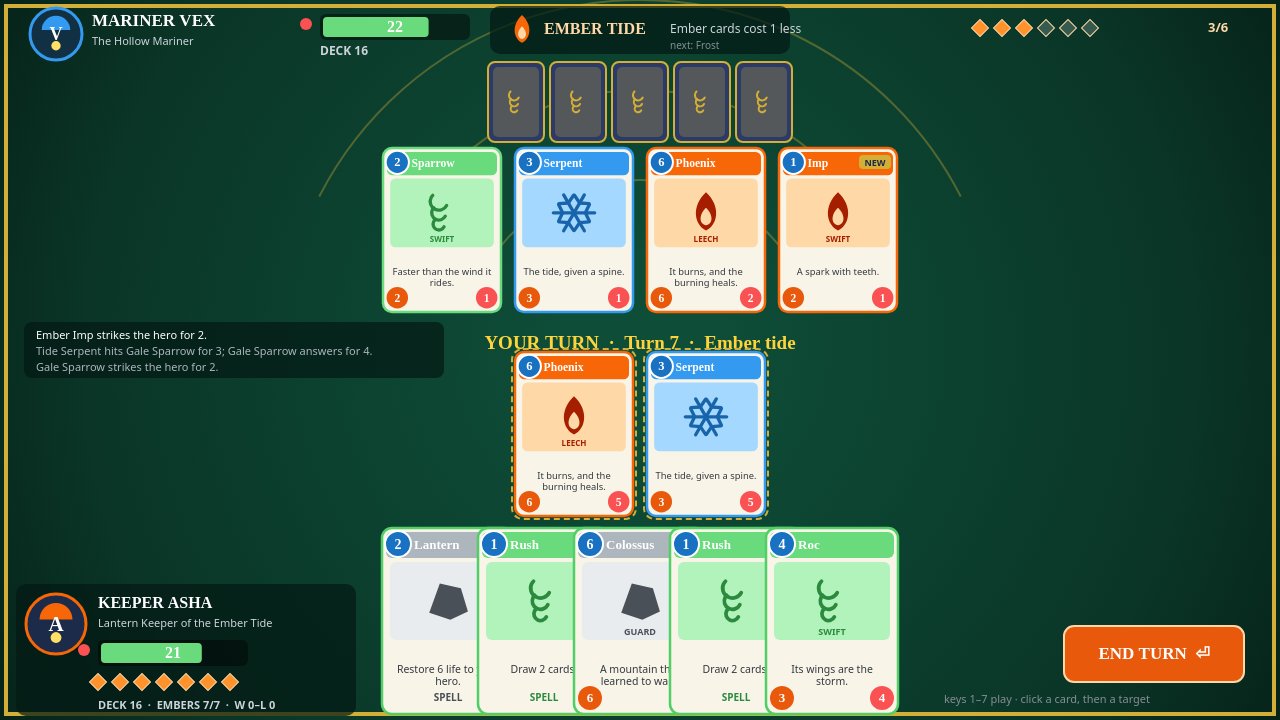 V
MARINER VEX
The Hollow Mariner
22
DECK 16
EMBER TIDE
Ember cards cost 1 less
next: Frost
3/6
2 Sparrow
SWIFT
Faster than the wind it
rides.
2 1
3 Serpent
The tide, given a spine.
3 1
6 Phoenix
LEECH
It burns, and the
burning heals.
6 2
1 Imp NEW
SWIFT
A spark with teeth.
2 1
Ember Imp strikes the hero for 2.
Tide Serpent hits Gale Sparrow for 3; Gale Sparrow answers for 4.
Gale Sparrow strikes the hero for 2.
YOUR TURN · Turn 7 · Ember tide
6 Phoenix
LEECH
It burns, and the
burning heals.
6 5
3 Serpent
The tide, given a spine.
3 5
2 Lantern
Restore 6 life to
hero.
SPELL
1 Rush
Draw 2 cards
SPELL
6 Colossus
GUARD
A mountain th
learned to wa
6
1 Rush
Draw 2 cards
SPELL
4 Roc
SWIFT
Its wings are the
storm.
3 4
A
KEEPER ASHA
Lantern Keeper of the Ember Tide
21
DECK 16 · EMBERS 7/7 · W 0–L 0
END TURN ⏎
keys 1–7 play · click a card, then a target